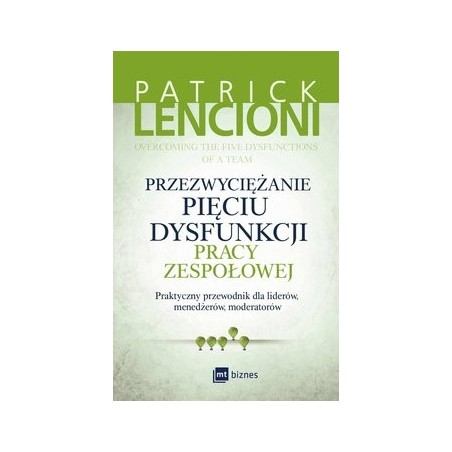 PATRICK
LENCIONI
OVERCOMING THE FIVE DYSFUNCTIONS
OF A TEAM
PRZEZWYCIĘŻANIE
PIĘCIU
DYSFUNKCJI
PRACY
ZESPOŁOWEJ
Praktyczny przewodnik dla liderów,
menedżerów, moderatorów
mt biznes